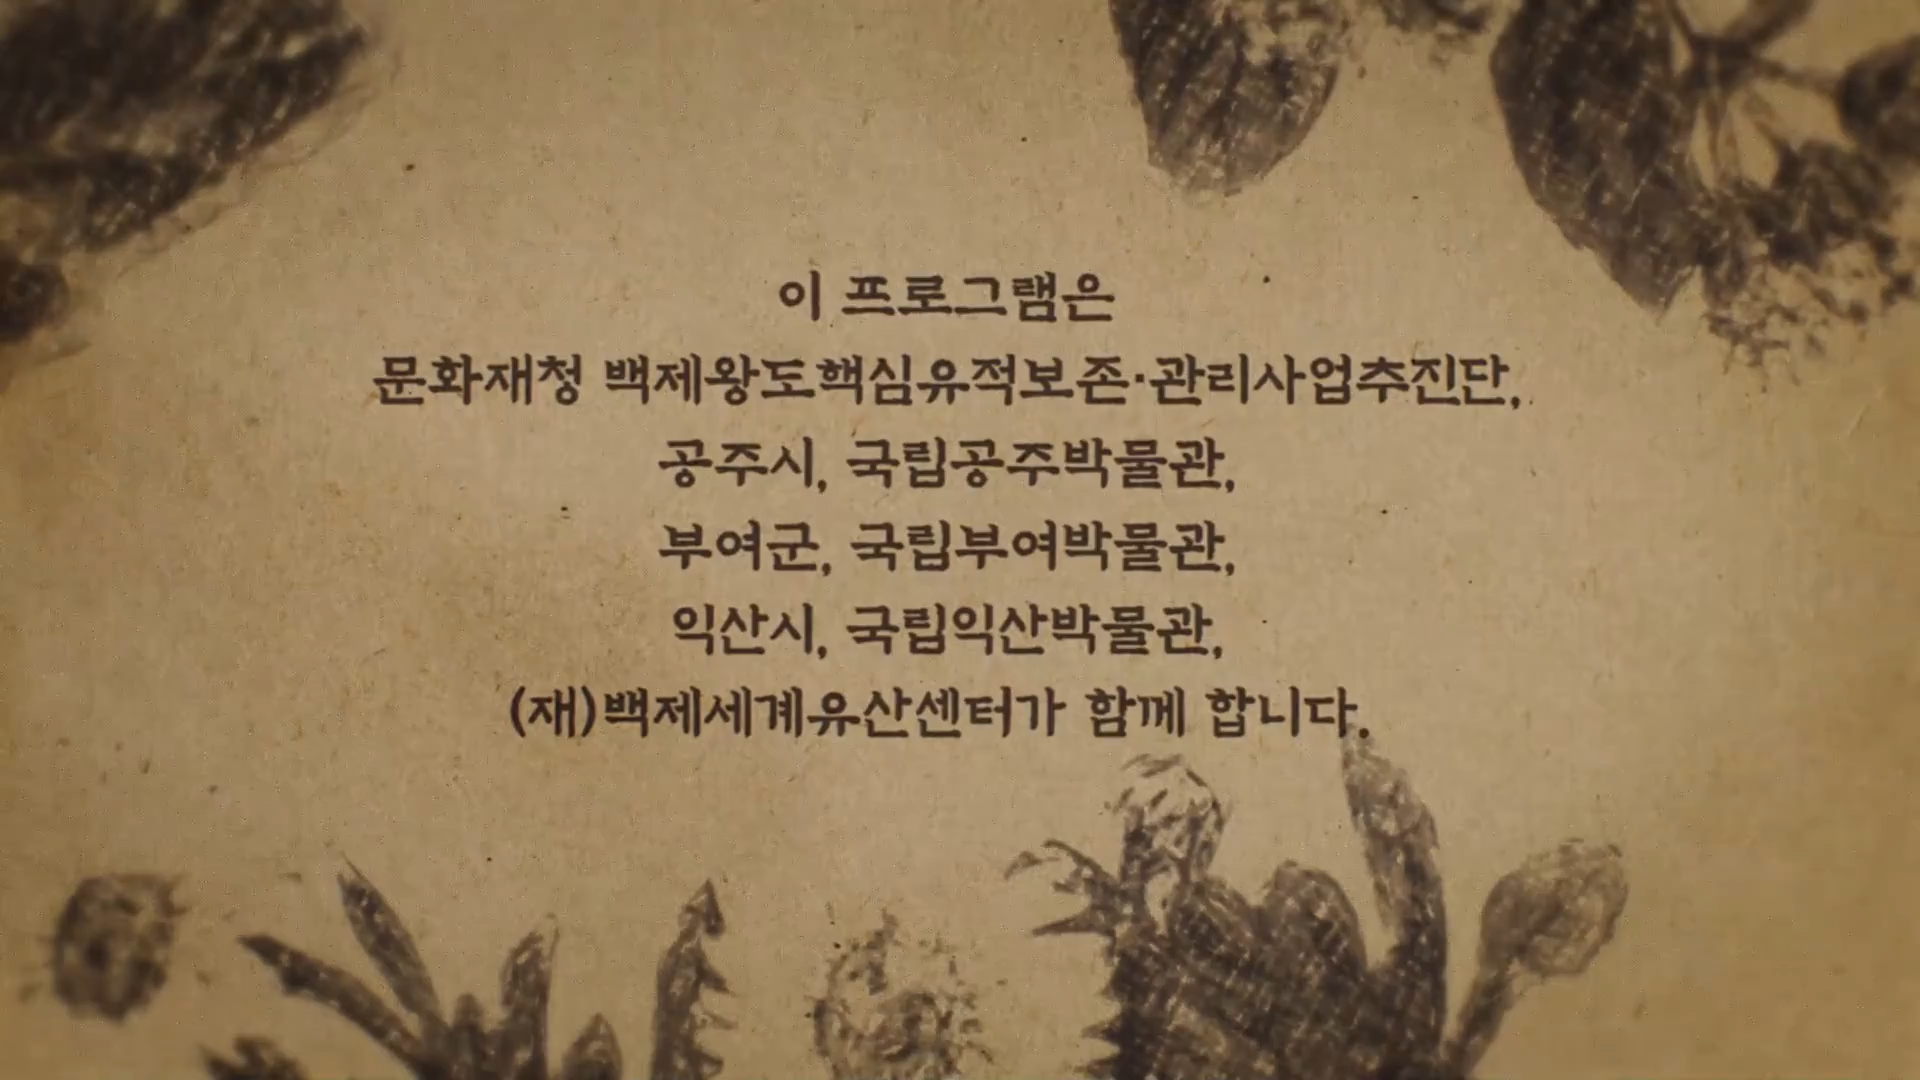 이 프로그램은
문화재청 백제왕도핵심유적보존·관리사업추진단,
공주시, 국립공주박물관,
부여군, 국립부여박물관,
익산시, 국립익산박물관,
(재)백제세계유산센터가 함께 합니다.